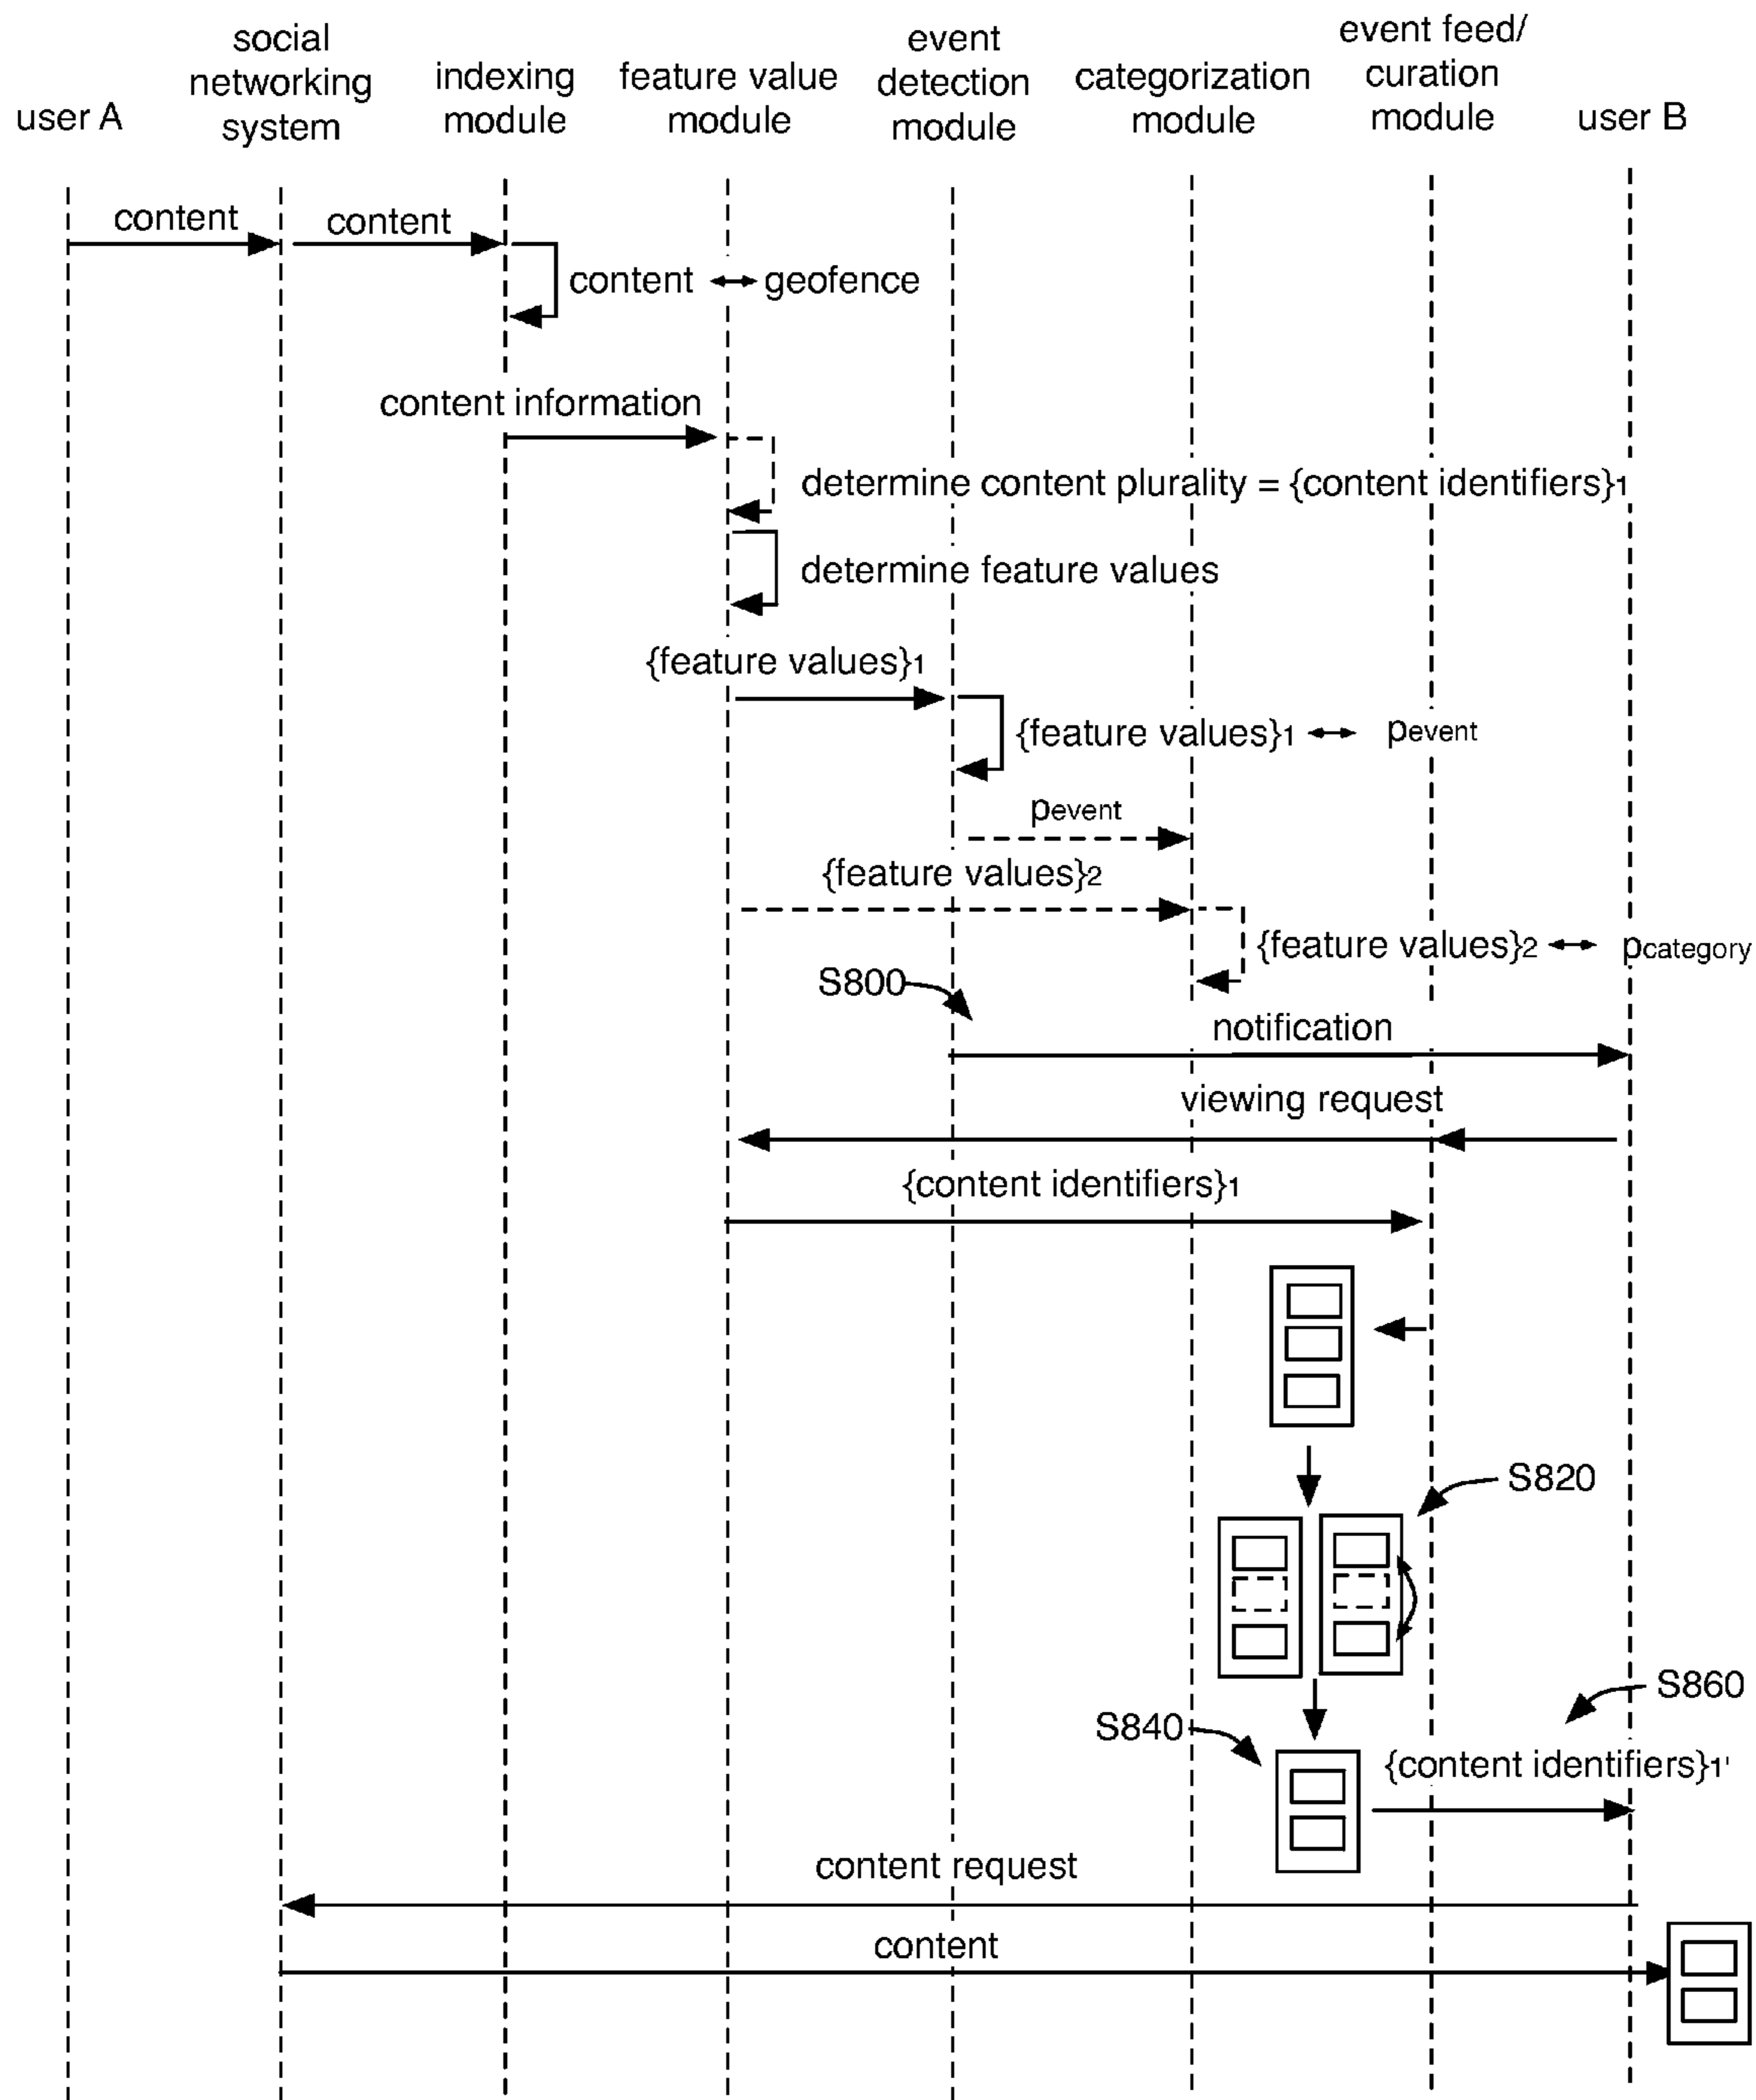 user A
social
networking
system
indexing
module
feature value
module
event
detection
module
categorization
module
event feed/
curation
module
user B
content
content
content ↔ geofence
content information
determine content plurality = {content identifiers}1
determine feature values
{feature values}1
{feature values}1 ↔ pevent
pevent
{feature values}2
{feature values}2 ↔ pcategory
S800
notification
viewing request
{content identifiers}1
S820
S860
S840
{content identifiers}1'
content request
content